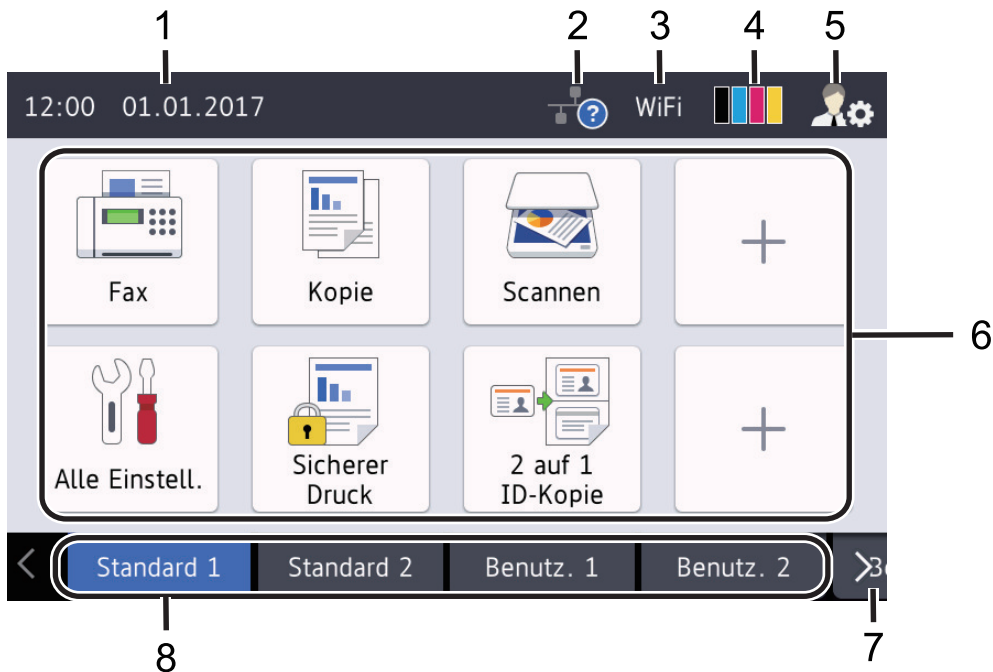 1 2 3 4 5
12:00 01.01.2017 ? WiFi
Fax Kopie Scannen
6
Alle Einstell. Sicherer Druck 2 auf 1 ID-Kopie
Standard 1 Standard 2 Benutz. 1 Benutz. 2
8 7